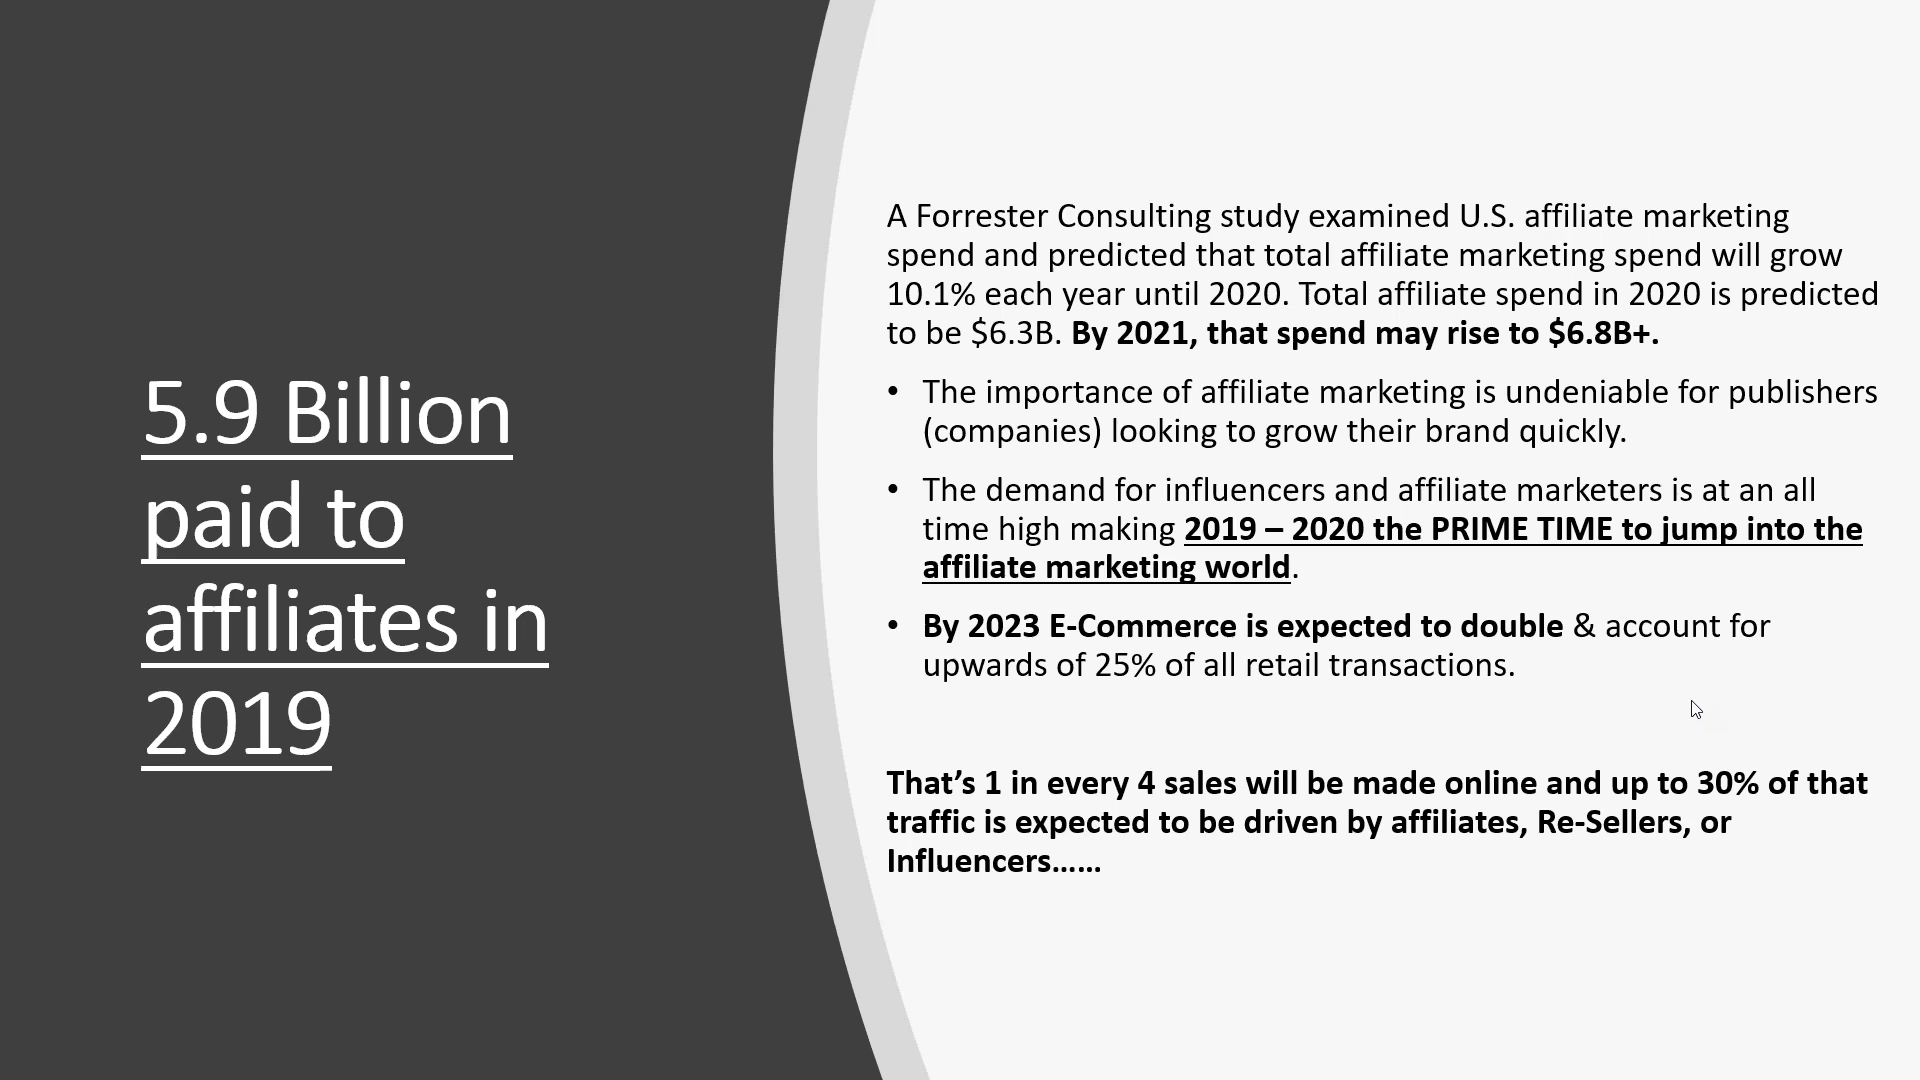 5.9 Billion
paid to
affiliates in
2019
A Forrester Consulting study examined U.S. affiliate marketing
spend and predicted that total affiliate marketing spend will grow
10.1% each year until 2020. Total affiliate spend in 2020 is predicted
to be $6.3B. By 2021, that spend may rise to $6.8B+.
• The importance of affiliate marketing is undeniable for publishers
(companies) looking to grow their brand quickly.
• The demand for influencers and affiliate marketers is at an all
time high making 2019 – 2020 the PRIME TIME to jump into the
affiliate marketing world.
• By 2023 E-Commerce is expected to double & account for
upwards of 25% of all retail transactions.
That’s 1 in every 4 sales will be made online and up to 30% of that
traffic is expected to be driven by affiliates, Re-Sellers, or
Influencers……